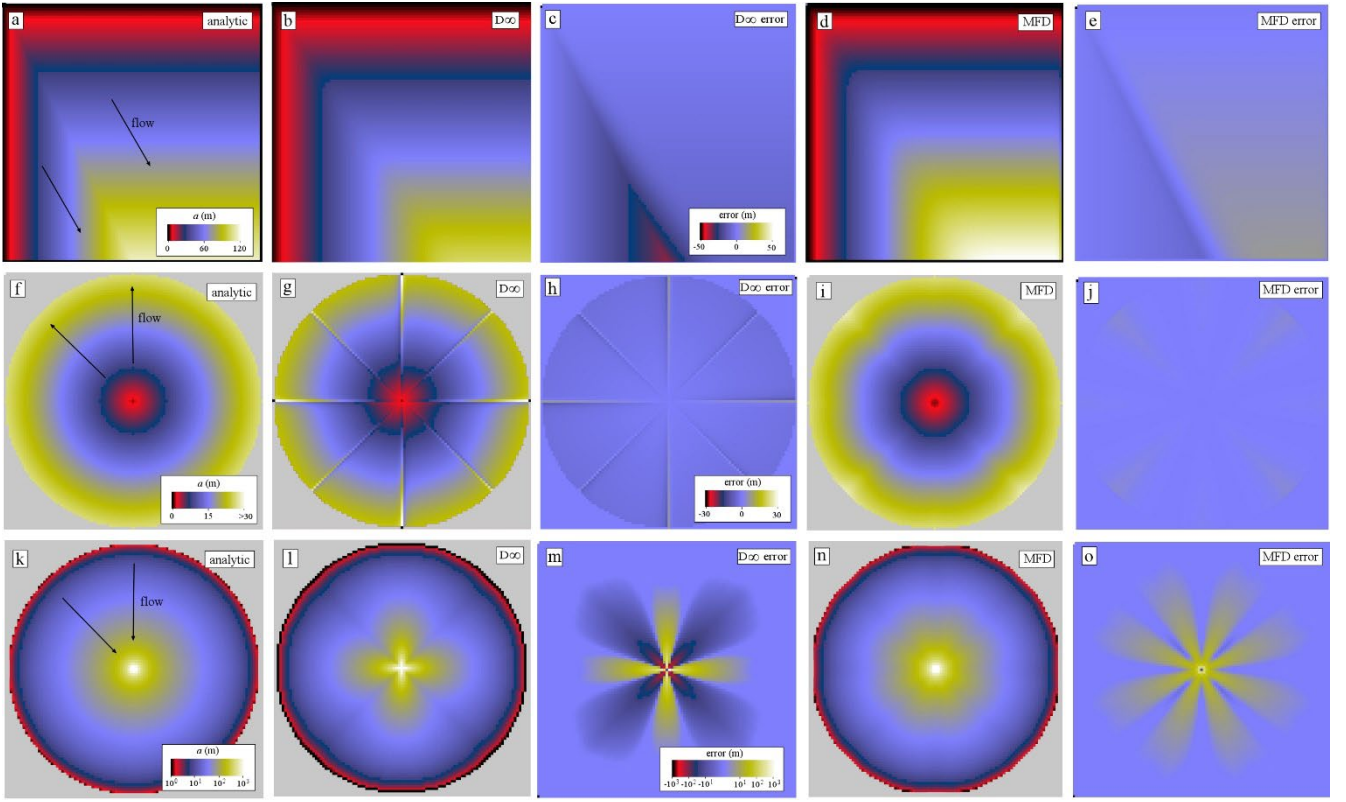 a
analytic
b
D∞
c
D∞ error
d
MFD
e
MFD error
flow
a (m)
0 60 120
error (m)
-50 0 50
f
analytic
g
D∞
h
D∞ error
i
MFD
j
MFD error
flow
a (m)
0 15 >30
error (m)
-30 0 30
k
analytic
l
D∞
m
D∞ error
n
MFD
o
MFD error
flow
a (m)
10⁰ 10¹ 10² 10³
error (m)
-10³ -10² -10¹ 10¹ 10² 10³